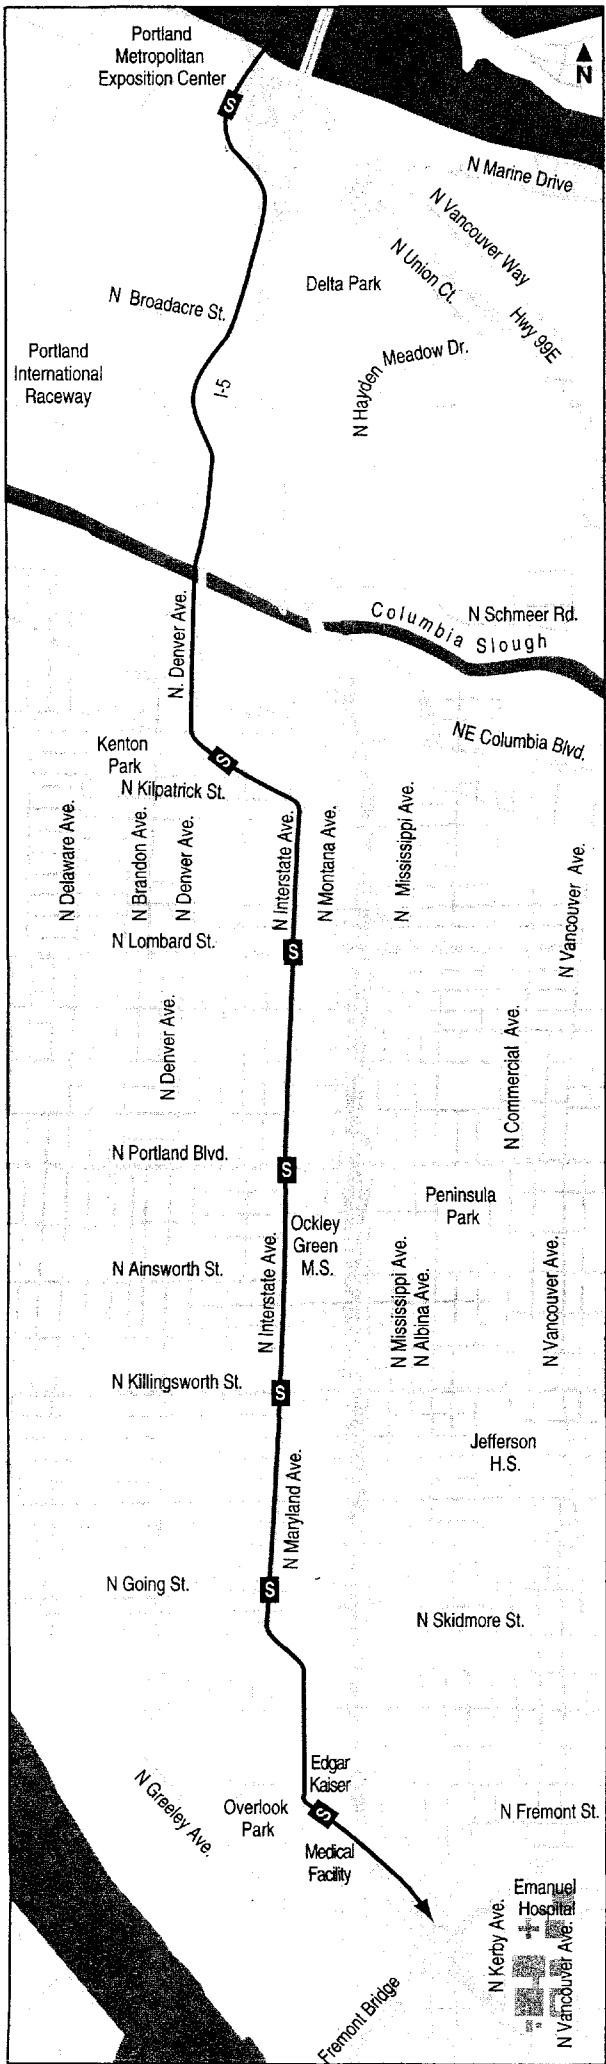 Portland
Metropolitan
Exposition Center
N
S
N Marine Drive
N Vancouver Way
N Union Ct.
Delta Park
N Broadacre St.
Hwy 99E
Portland
International
Raceway
Meadow Dr.
N Hayden
I-5
Columbia Slough
N Schmeer Rd.
N. Denver Ave.
NE Columbia Blvd.
Kenton
Park
S
N Kilpatrick St.
N Delaware Ave.
N Brandon Ave.
N Denver Ave.
N Interstate Ave.
N Montana Ave.
N Mississippi Ave.
N Vancouver Ave.
N Lombard St.
S
N Denver Ave.
N Commercial Ave.
N Portland Blvd.
S
Peninsula
Park
Ockley
Green
M.S.
N Ainsworth St.
N Interstate Ave.
N Mississippi Ave.
N Albina Ave.
N Vancouver Ave.
N Killingsworth St.
S
Jefferson
H.S.
N Maryland Ave.
N Going St.
S
N Skidmore St.
N Greeley Ave.
Overlook
Park
Edgar
Kaiser
S
Medical
Facility
N Fremont St.
Emanuel
Hospital
N Kerby Ave.
N Vancouver Ave.
Fremont Bridge